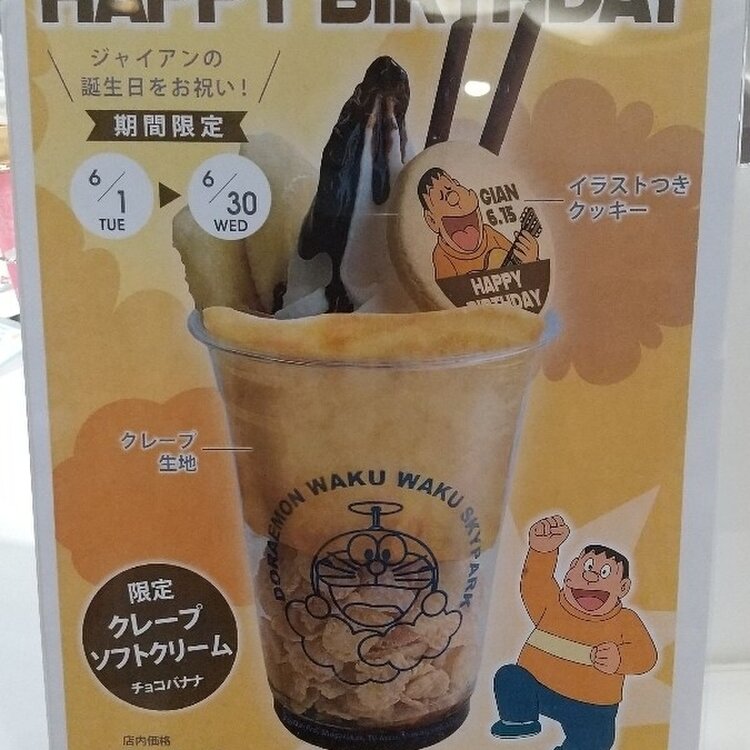 HAPPY BIRTHDAY
ジャイアンの
誕生日をお祝い!
期間限定
6/1
TUE
6/30
WED
GIAN
6.15
HAPPY
BIRTHDAY
イラストつき
クッキー
クレープ
生地
DORAEMON WAKU WAKU SKYPARK
限定
クレープ
ソフトクリーム
チョコバナナ
店内価格